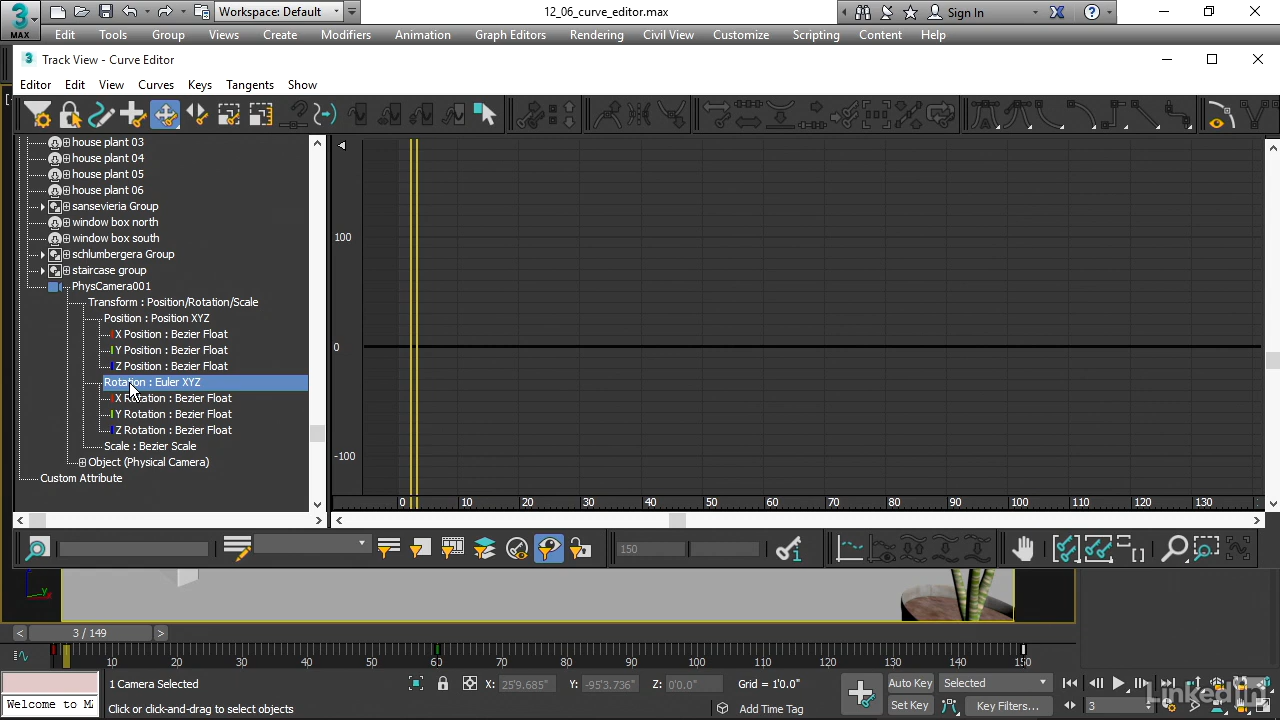 3
MAX
Workspace: Default
12_06_curve_editor.max
Sign In
Edit Tools Group Views Create Modifiers Animation Graph Editors Rendering Civil View Customize Scripting Content Help
3 Track View - Curve Editor
Editor Edit View Curves Keys Tangents Show
house plant 03
house plant 04
house plant 05
house plant 06
sansevieria Group
window box north
window box south
schlumbergera Group
staircase group
PhysCamera001
Transform : Position/Rotation/Scale
Position : Position XYZ
X Position : Bezier Float
Y Position : Bezier Float
Z Position : Bezier Float
Rotation : Euler XYZ
X Rotation : Bezier Float
Y Rotation : Bezier Float
Z Rotation : Bezier Float
Scale : Bezier Scale
Object (Physical Camera)
Custom Attribute
100
0
-100
0 10 20 30 40 50 60 70 80 90 100 110 120 130
150
z
y
< 3 / 149 >
10 20 30 40 50 60 70 80 90 100 110 120 130 140 150
Welcome to M
1 Camera Selected
Click or click-and-drag to select objects
X: 25'9.685" Y: -95'3.736" Z: 0'0.0" Grid = 1'0.0"
Add Time Tag
Auto Key Selected
Set Key Key Filters...
3
LinkedIn